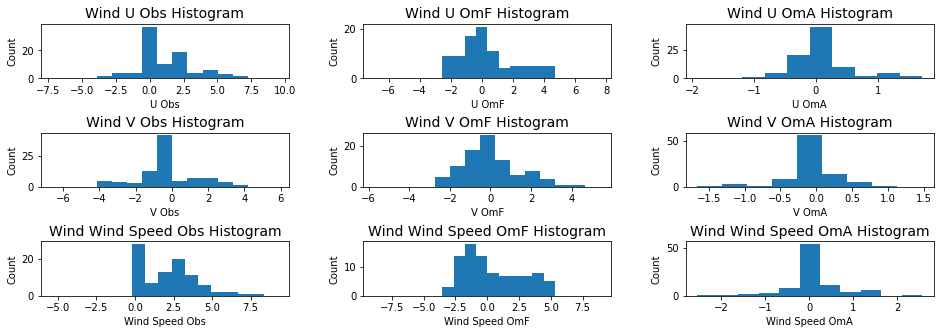 Wind U Obs Histogram
Count
20
0
-7.5 -5.0 -2.5 0.0 2.5 5.0 7.5 10.0
U Obs
Wind U OmF Histogram
Count
20
0
-6 -4 -2 0 2 4 6 8
U OmF
Wind U OmA Histogram
Count
50
0
-2 -1 0 1
U OmA
Wind V Obs Histogram
Count
25
0
-6 -4 -2 0 2 4 6
V Obs
Wind V OmF Histogram
Count
20
0
-6 -4 -2 0 2 4
V OmF
Wind V OmA Histogram
Count
50
0
-1.5 -1.0 -0.5 0.0 0.5 1.0 1.5
V OmA
Wind Wind Speed Obs Histogram
Count
20
0
-5.0 -2.5 0.0 2.5 5.0 7.5
Wind Speed Obs
Wind Wind Speed OmF Histogram
Count
10
0
-7.5 -5.0 -2.5 0.0 2.5 5.0 7.5
Wind Speed OmF
Wind Wind Speed OmA Histogram
Count
50
0
-2 -1 0 1 2
Wind Speed OmA